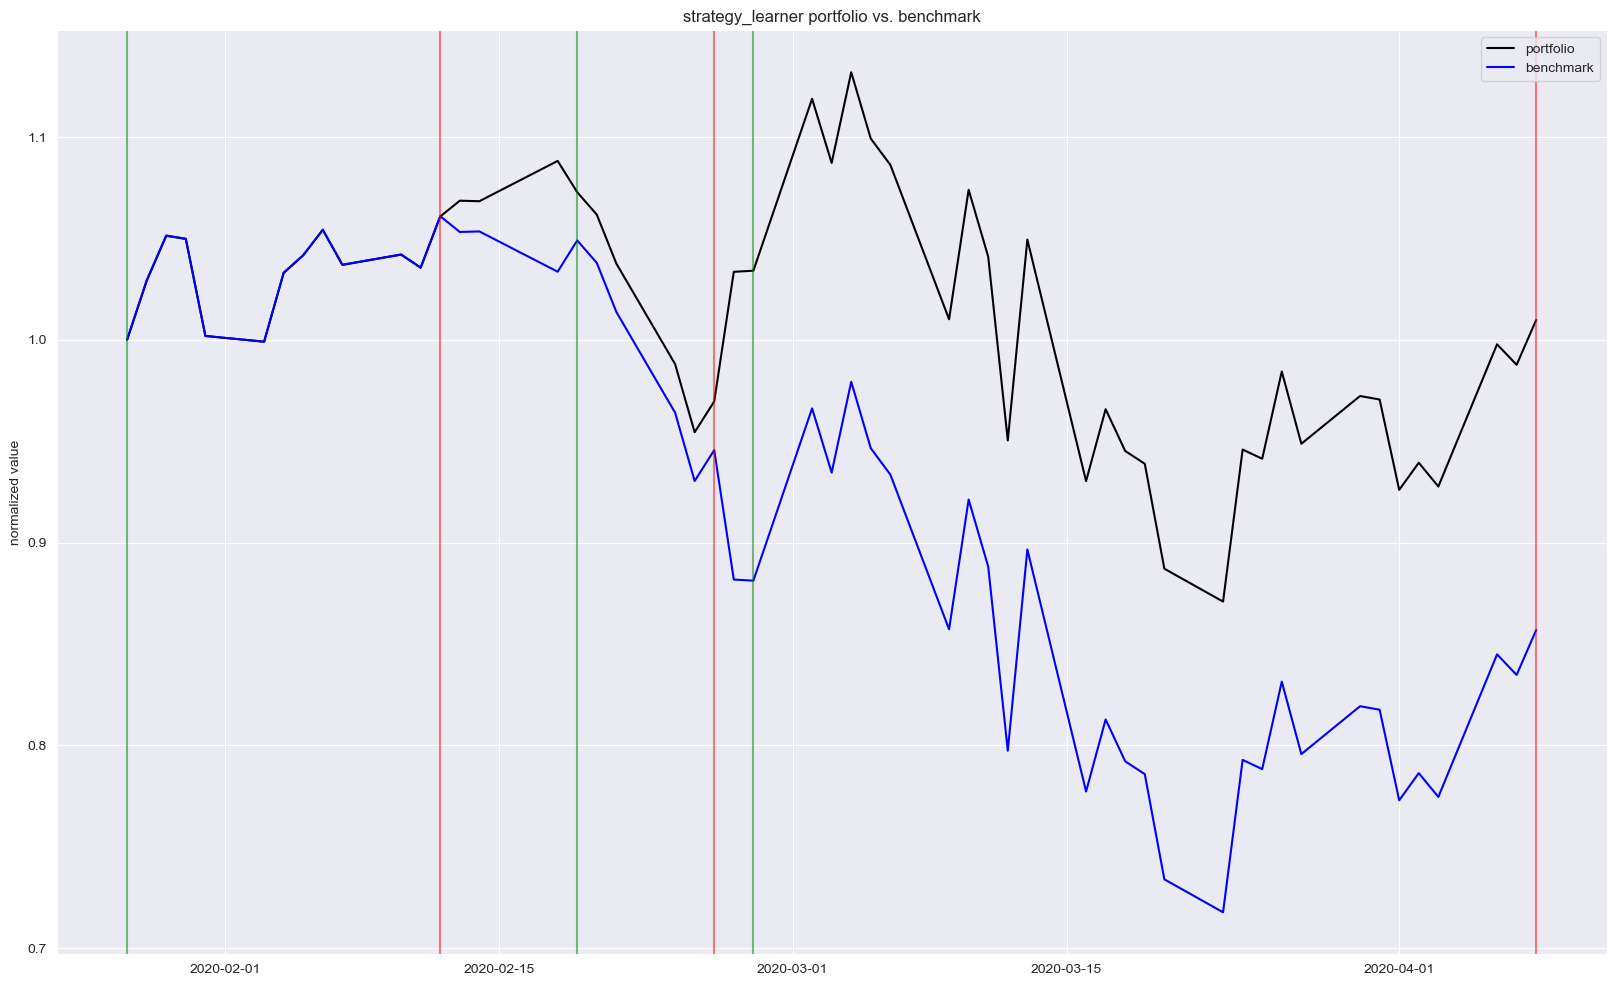 strategy_learner portfolio vs. benchmark
portfolio
benchmark
normalized value
1.1
1.0
0.9
0.8
0.7
2020-02-01
2020-02-15
2020-03-01
2020-03-15
2020-04-01